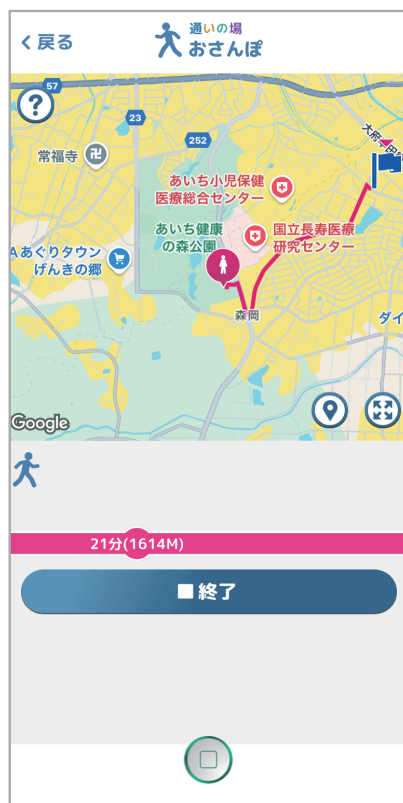 戻る
通いの場
おさんぽ
57
?
23
252
常福寺
卍
あいち小児保健
医療総合センター
あいち健康
の森公園
国立長寿医療
研究センター
Aあぐりタウン
げんきの郷
森岡
ダイ
Google
21分(1614M)
終了